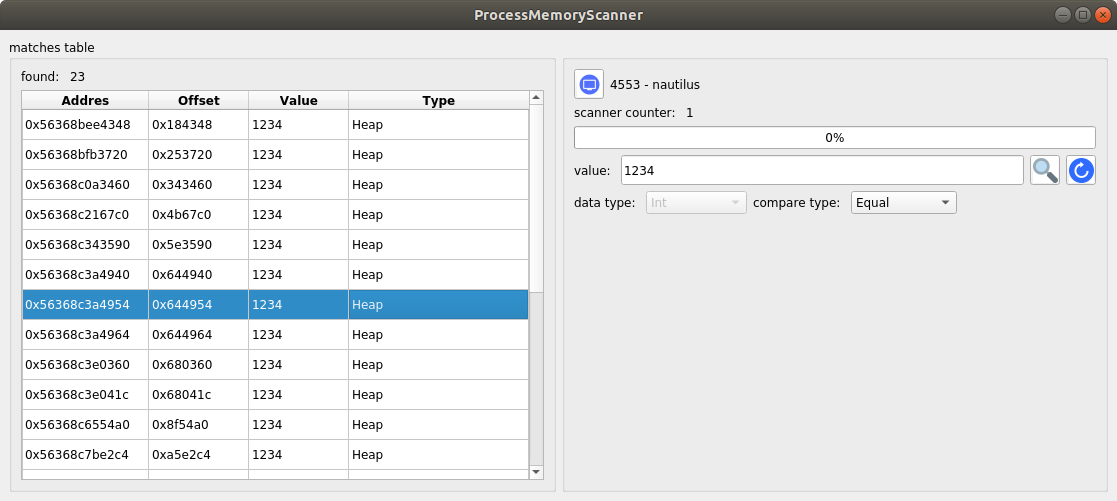 ProcessMemoryScanner
matches table
found: 23
Addres Offset Value Type
0x56368bee4348 0x184348 1234 Heap
0x56368bfb3720 0x253720 1234 Heap
0x56368c0a3460 0x343460 1234 Heap
0x56368c2167c0 0x4b67c0 1234 Heap
0x56368c343590 0x5e3590 1234 Heap
0x56368c3a4940 0x644940 1234 Heap
0x56368c3a4954 0x644954 1234 Heap
0x56368c3a4964 0x644964 1234 Heap
0x56368c3e0360 0x680360 1234 Heap
0x56368c3e041c 0x68041c 1234 Heap
0x56368c6554a0 0x8f54a0 1234 Heap
0x56368c7be2c4 0xa5e2c4 1234 Heap
4553 - nautilus
scanner counter: 1
0%
value: 1234
data type: Int compare type: Equal